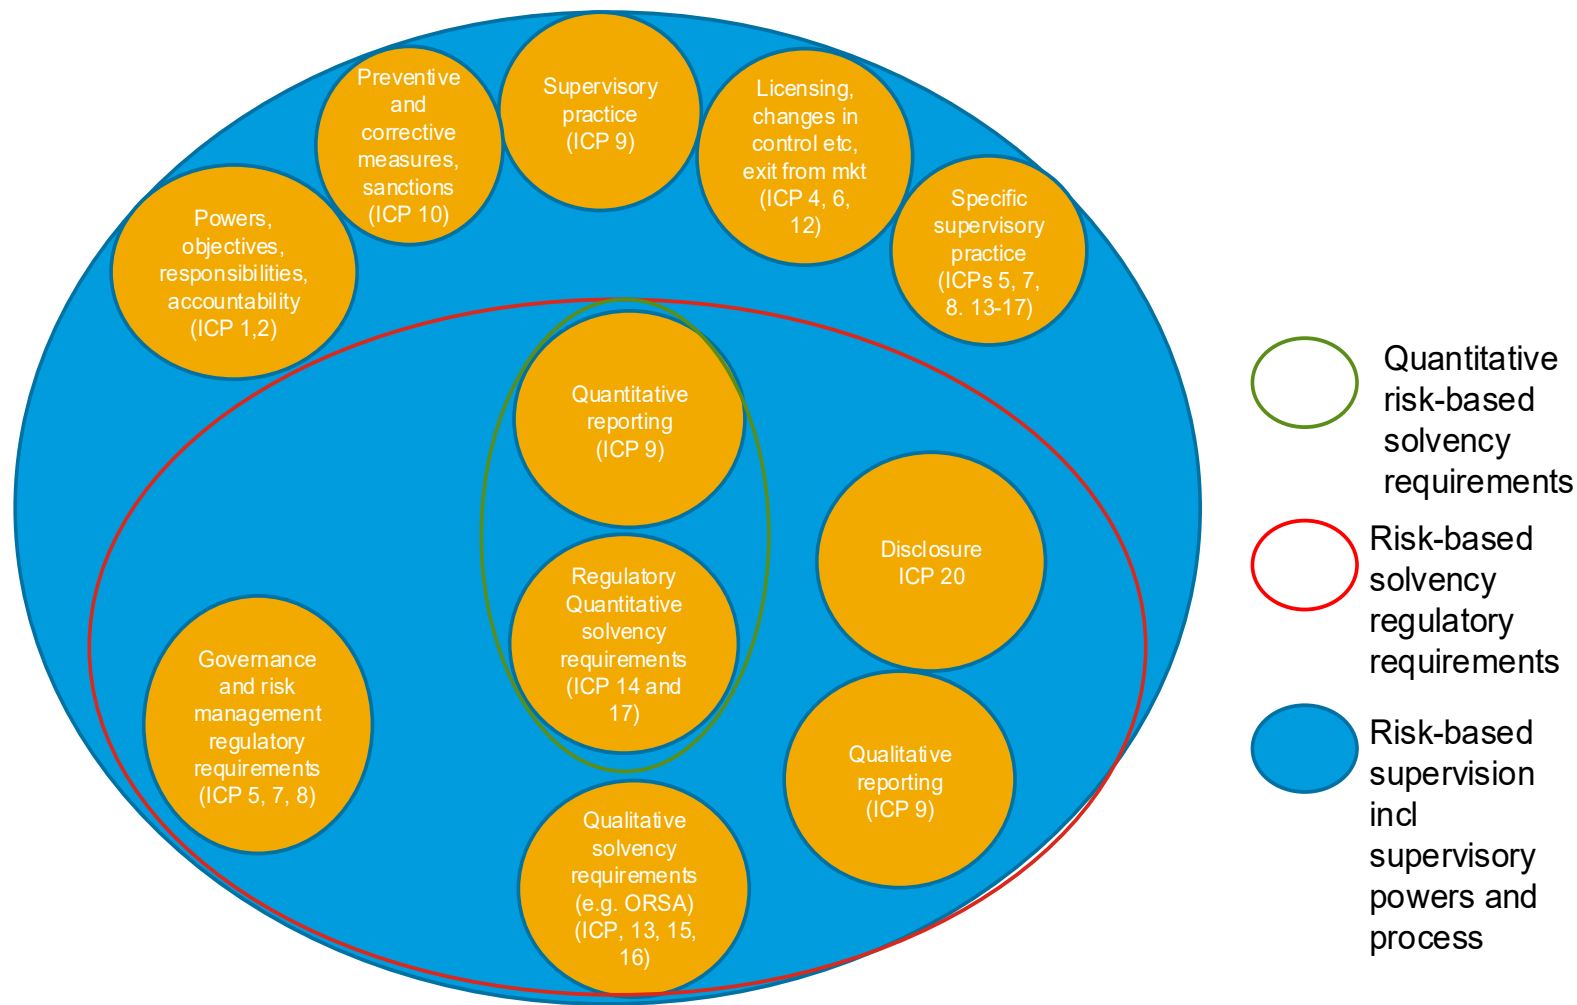 Preventive
and
corrective
measures,
sanctions
(ICP 10)
Supervisory
practice
(ICP 9)
Licensing,
changes in
control etc,
exit from mkt
(ICP 4, 6,
12)
Powers,
objectives,
responsibilities,
accountability
(ICP 1,2)
Specific
supervisory
practice
(ICPs 5, 7,
8. 13-17)
Quantitative
reporting
(ICP 9)
Regulatory
Quantitative
solvency
requirements
(ICP 14 and
17)
Disclosure
ICP 20
Governance
and risk
management
regulatory
requirements
(ICP 5, 7, 8)
Qualitative
reporting
(ICP 9)
Qualitative
solvency
requirements
(e.g. ORSA)
(ICP, 13, 15,
16)
Quantitative
risk-based
solvency
requirements
Risk-based
solvency
regulatory
requirements
Risk-based
supervision
incl
supervisory
powers and
process